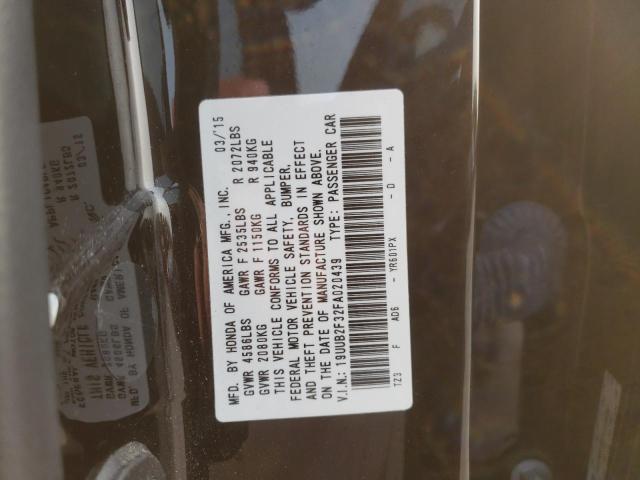 MFD. BY HONDA OF AMERICA MFG., INC. 03/'15
GVWR 4586LBS GAWR F 2535LBS R 2072LBS
GVWR 2080KG GAWR F 1150KG R 940KG
THIS VEHICLE CONFORMS TO ALL APPLICABLE
FEDERAL MOTOR VEHICLE SAFETY, BUMPER,
AND THEFT PREVENTION STANDARDS IN EFFECT
ON THE DATE OF MANUFACTURE SHOWN ABOVE.
V.I.N.: 19UUB2F32FA020439 TYPE: PASSENGER CAR
TZ3 F AD6 - YR601PX - D - A